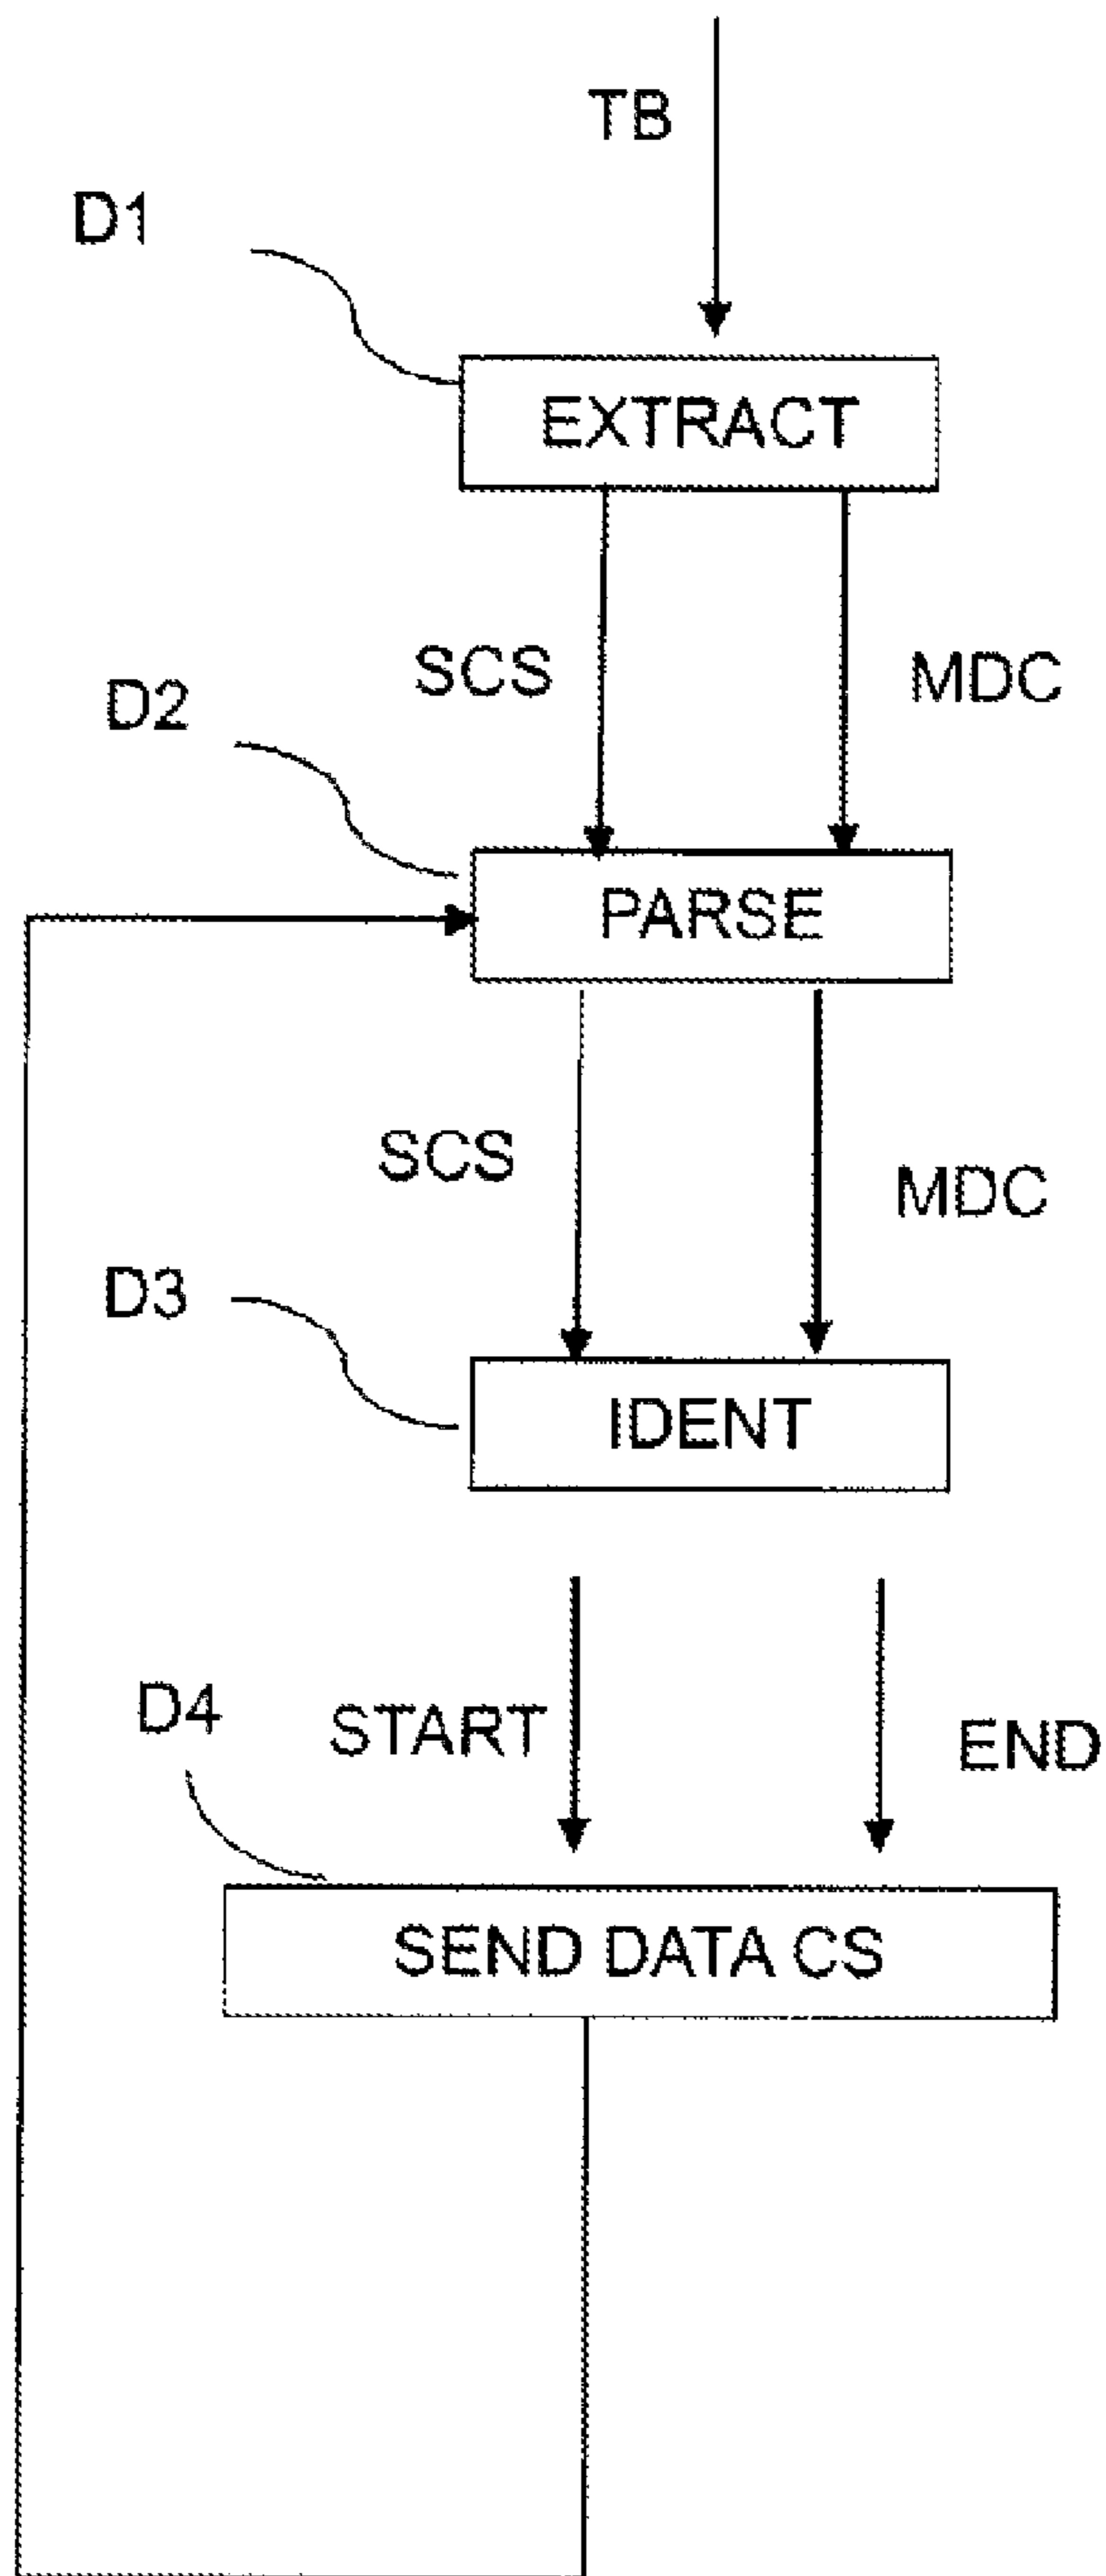 TB
D1
EXTRACT
SCS
MDC
D2
PARSE
SCS
MDC
D3
IDENT
D4
START
END
SEND DATA CS